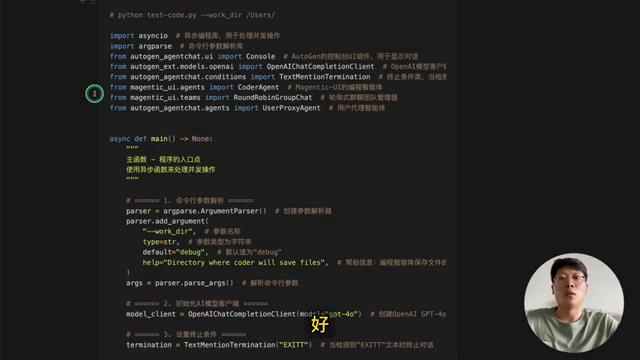 # python test-code.py --work_dir /Users/
import asyncio  # 异步编程库，用于处理并发操作
import argparse  # 命令行参数解析库
from autogen_agentchat.ui import Console  # AutoGen的控制台UI组件，用于显示对话
from autogen_ext.models.openai import OpenAIChatCompletionClient  # OpenAI模型客户端
from autogen_agentchat.conditions import TextMentionTermination  # 终止条件类，当检测
from magentic_ui.agents import CoderAgent  # Magentic-UI的编程智能体
from magentic_ui.teams import RoundRobinGroupChat  # 轮询式群聊团队管理器
from autogen_agentchat.agents import UserProxyAgent  # 用户代理智能体
async def main() -> None:
"""
主函数 - 程序的入口点
使用异步函数来处理并发操作
"""
# ====== 1. 命令行参数解析 ======
parser = argparse.ArgumentParser()  # 创建参数解析器
parser.add_argument(
"--work_dir",  # 参数名称
type=str,  # 参数类型为字符串
default="debug",  # 默认值为"debug"
help="Directory where coder will save files",  # 帮助信息：编程智能体保存文件的
)
args = parser.parse_args()  # 解析命令行参数
# ====== 2. 初始化AI模型客户端 ======
model_client = OpenAIChatCompletionClient(model="gpt-4o")  # 创建OpenAI GPT-4o
# ====== 3. 设置终止条件 ======
termination = TextMentionTermination("EXITT")  # 当检测到"EXITT"文本时终止对话
好